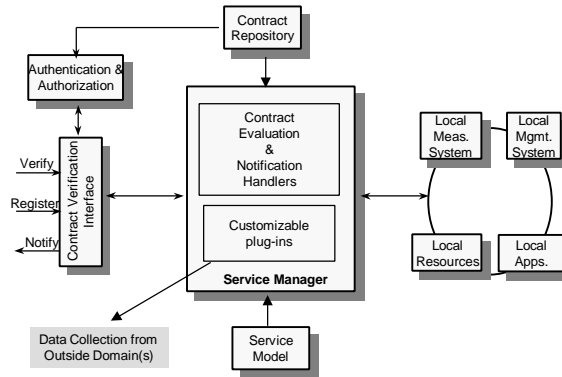 Contract
Repository
Authentication &
Authorization
Contract
Evaluation
&
Notification
Handlers
Local
Meas.
System
Local
Mgmt.
System
Verify
Register
Notify
Contract Verification
Interface
Customizable
plug-ins
Local
Resources
Local
Apps.
Service Manager
Data Collection from
Outside Domain(s)
Service
Model